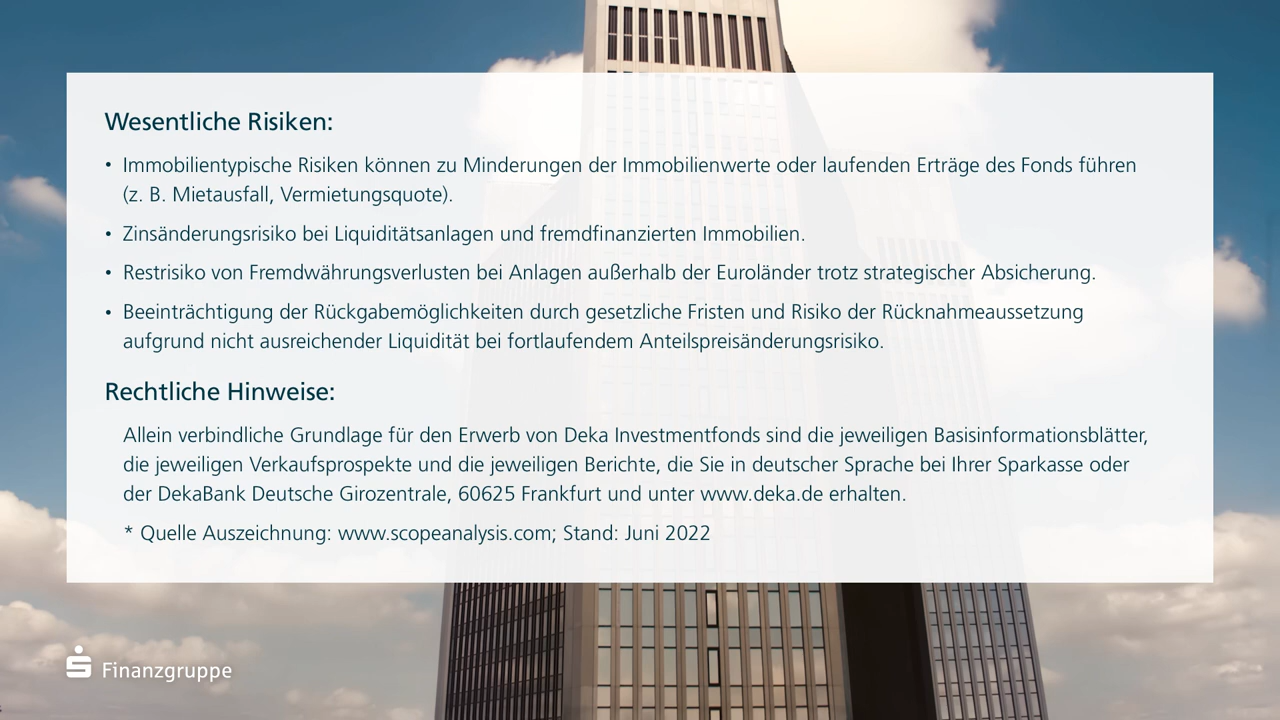 Wesentliche Risiken:
• Immobilientypische Risiken können zu Minderungen der Immobilienwerte oder laufenden Erträge des Fonds führen
(z. B. Mietausfall, Vermietungsquote).
• Zinsänderungsrisiko bei Liquiditätsanlagen und fremdfinanzierten Immobilien.
• Restrisiko von Fremdwährungsverlusten bei Anlagen außerhalb der Euroländer trotz strategischer Absicherung.
• Beeinträchtigung der Rückgabemöglichkeiten durch gesetzliche Fristen und Risiko der Rücknahmeaussetzung
aufgrund nicht ausreichender Liquidität bei fortlaufendem Anteilspreisänderungsrisiko.
Rechtliche Hinweise:
Allein verbindliche Grundlage für den Erwerb von Deka Investmentfonds sind die jeweiligen Basisinformationsblätter,
die jeweiligen Verkaufsprospekte und die jeweiligen Berichte, die Sie in deutscher Sprache bei Ihrer Sparkasse oder
der DekaBank Deutsche Girozentrale, 60625 Frankfurt und unter www.deka.de erhalten.
* Quelle Auszeichnung: www.scopeanalysis.com; Stand: Juni 2022
Finanzgruppe